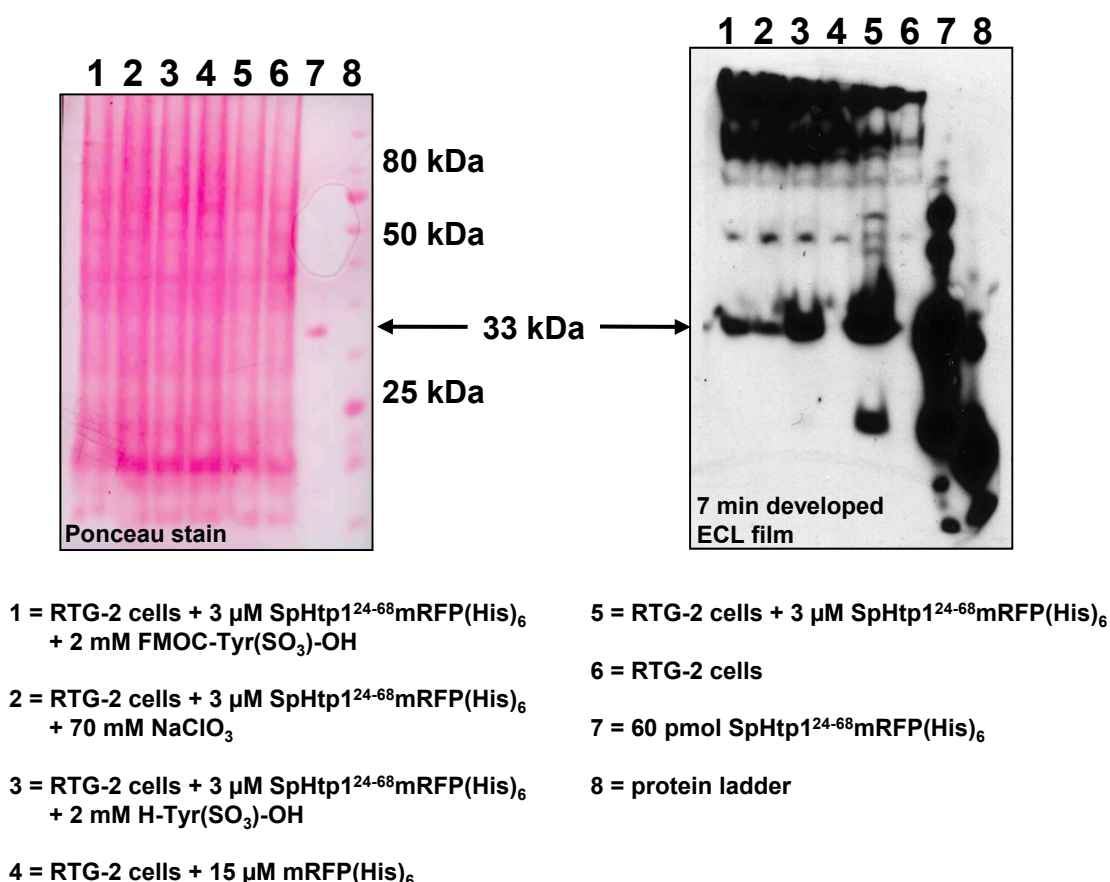 1 2 3 4 5 6 7 8
1 2 3 4 5 6 7 8
80 kDa
50 kDa
33 kDa
25 kDa
Ponceau stain
7 min developed
ECL film
1 = RTG-2 cells + 3 µM SpHtp1²⁴⁻⁶⁸mRFP(His)₆
+ 2 mM FMOC-Tyr(SO₃)-OH
2 = RTG-2 cells + 3 µM SpHtp1²⁴⁻⁶⁸mRFP(His)₆
+ 70 mM NaClO₃
3 = RTG-2 cells + 3 µM SpHtp1²⁴⁻⁶⁸mRFP(His)₆
+ 2 mM H-Tyr(SO₃)-OH
4 = RTG-2 cells + 15 µM mRFP(His)₆
5 = RTG-2 cells + 3 µM SpHtp1²⁴⁻⁶⁸mRFP(His)₆
6 = RTG-2 cells
7 = 60 pmol SpHtp1²⁴⁻⁶⁸mRFP(His)₆
8 = protein ladder